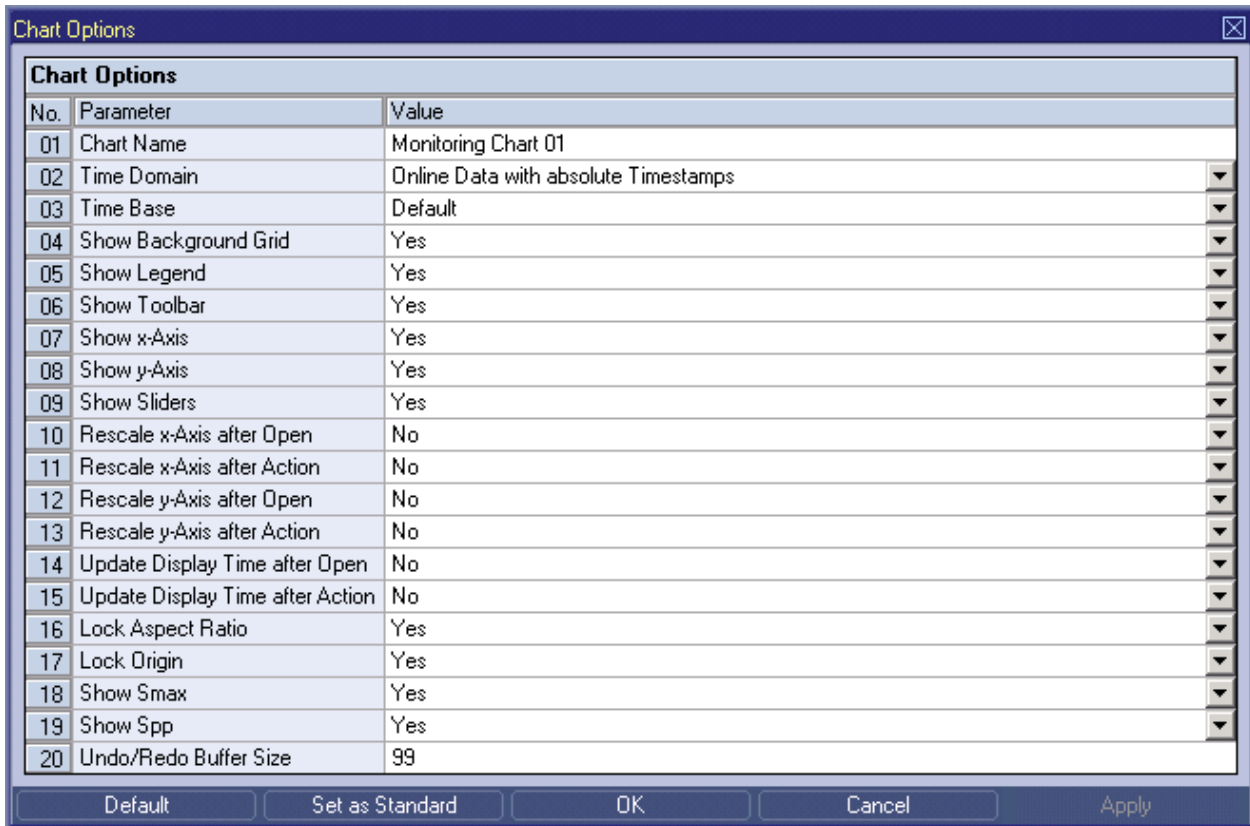 Chart Options
Chart Options
No. Parameter Value
01 Chart Name Monitoring Chart 01
02 Time Domain Online Data with absolute Timestamps
03 Time Base Default
04 Show Background Grid Yes
05 Show Legend Yes
06 Show Toolbar Yes
07 Show x-Axis Yes
08 Show y-Axis Yes
09 Show Sliders Yes
10 Rescale x-Axis after Open No
11 Rescale x-Axis after Action No
12 Rescale y-Axis after Open No
13 Rescale y-Axis after Action No
14 Update Display Time after Open No
15 Update Display Time after Action No
16 Lock Aspect Ratio Yes
17 Lock Origin Yes
18 Show Smax Yes
19 Show Spp Yes
20 Undo/Redo Buffer Size 99
Default Set as Standard OK Cancel Apply